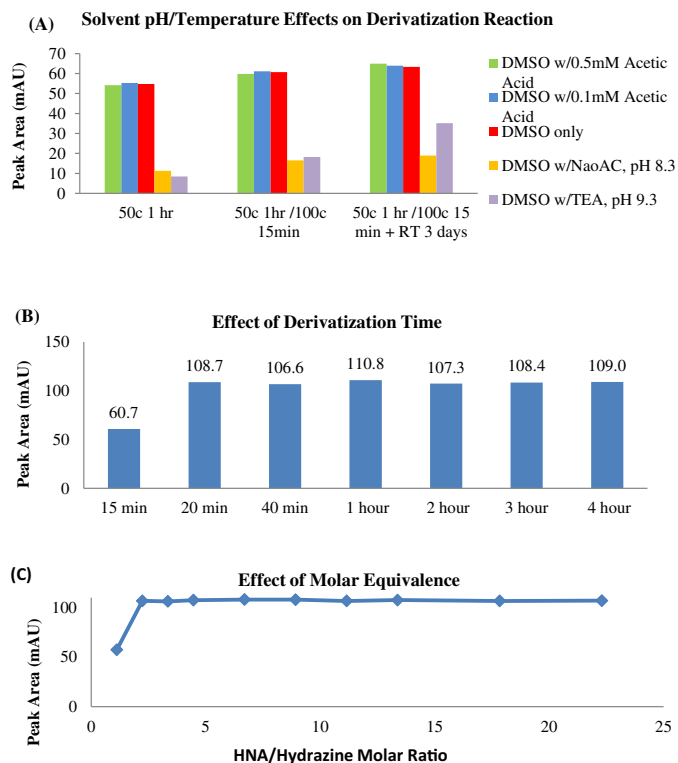 Solvent pH/Temperature Effects on Derivatization Reaction
(A)
70
60
50
40
30
20
10
0
Peak Area (mAU)
50c 1 hr
50c 1hr /100c
15min
50c 1 hr/100c 15
min + RT 3 days
DMSO w/0.5mM Acetic
Acid
DMSO w/0.1mM Acetic
Acid
DMSO only
DMSO w/NaoAC, pH 8.3
DMSO w/TEA, pH 9.3
(B)
Effect of Derivatization Time
150
100
50
0
Peak Area (mAU)
60.7
108.7
106.6
110.8
107.3
108.4
109.0
15 min
20 min
40 min
1 hour
2 hour
3 hour
4 hour
(C)
Effect of Molar Equivalence
100
50
0
Peak Area (mAU)
0
5
10
15
20
25
HNA/Hydrazine Molar Ratio